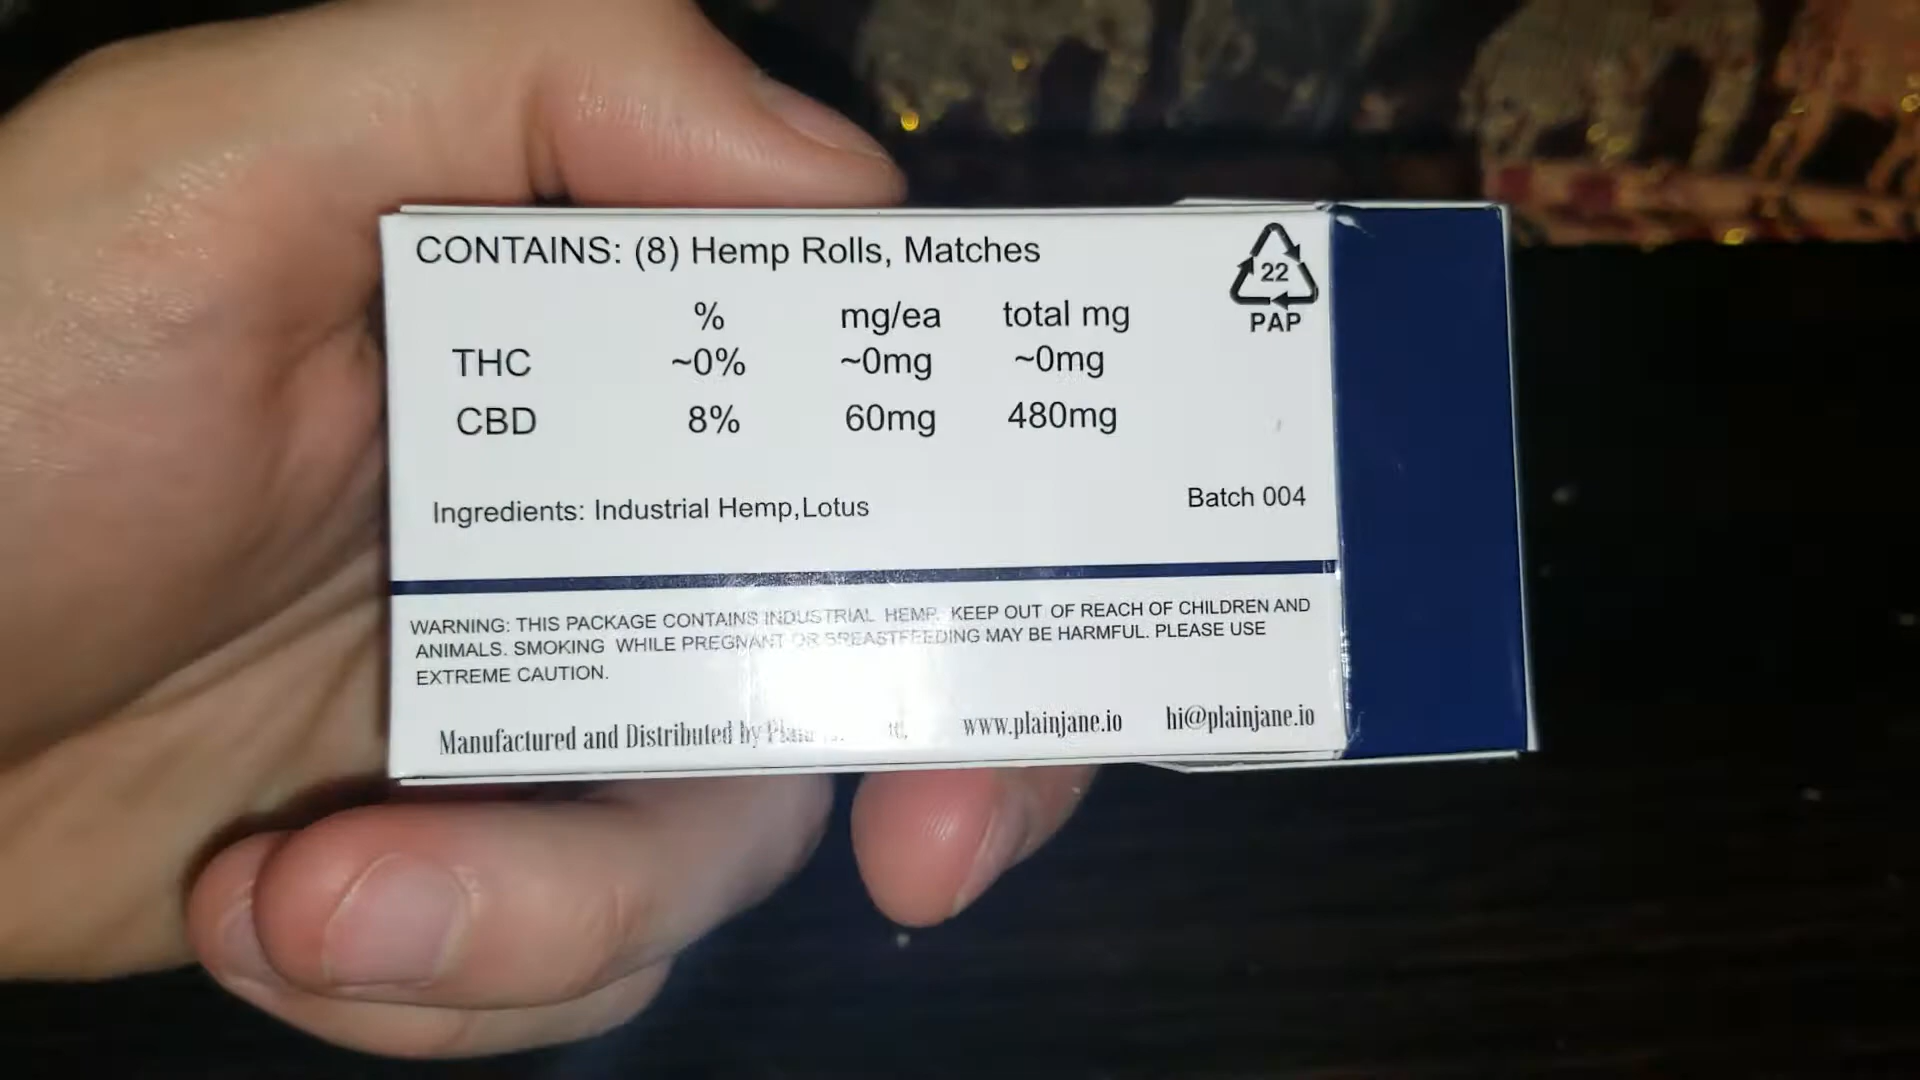 CONTAINS: (8) Hemp Rolls, Matches
22
PAP
% mg/ea total mg
THC ~0% ~0mg ~0mg
CBD 8% 60mg 480mg
Ingredients: Industrial Hemp,Lotus
Batch 004
WARNING: THIS PACKAGE CONTAINS INDUSTRIAL HEMP. KEEP OUT OF REACH OF CHILDREN AND
ANIMALS. SMOKING WHILE PREGNANT OR BREASTFEEDING MAY BE HARMFUL. PLEASE USE
EXTREME CAUTION.
Manufactured and Distributed by Plain www.plainjane.io hi@plainjane.io